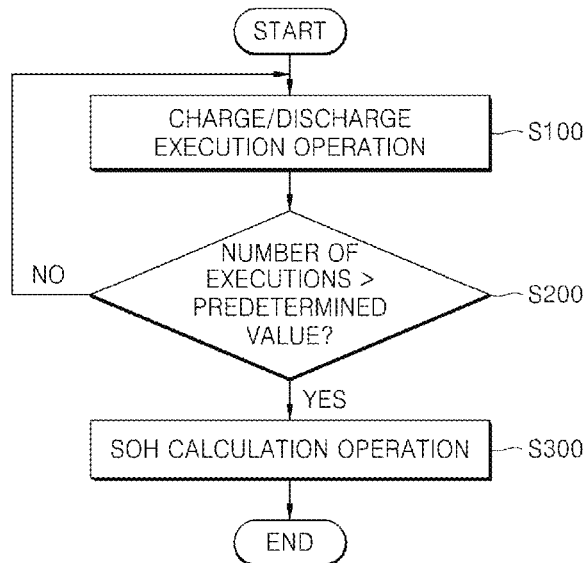 START
CHARGE/DISCHARGE
EXECUTION OPERATION
S100
NUMBER OF
EXECUTIONS >
PREDETERMINED
VALUE?
S200
NO
YES
SOH CALCULATION OPERATION
S300
END